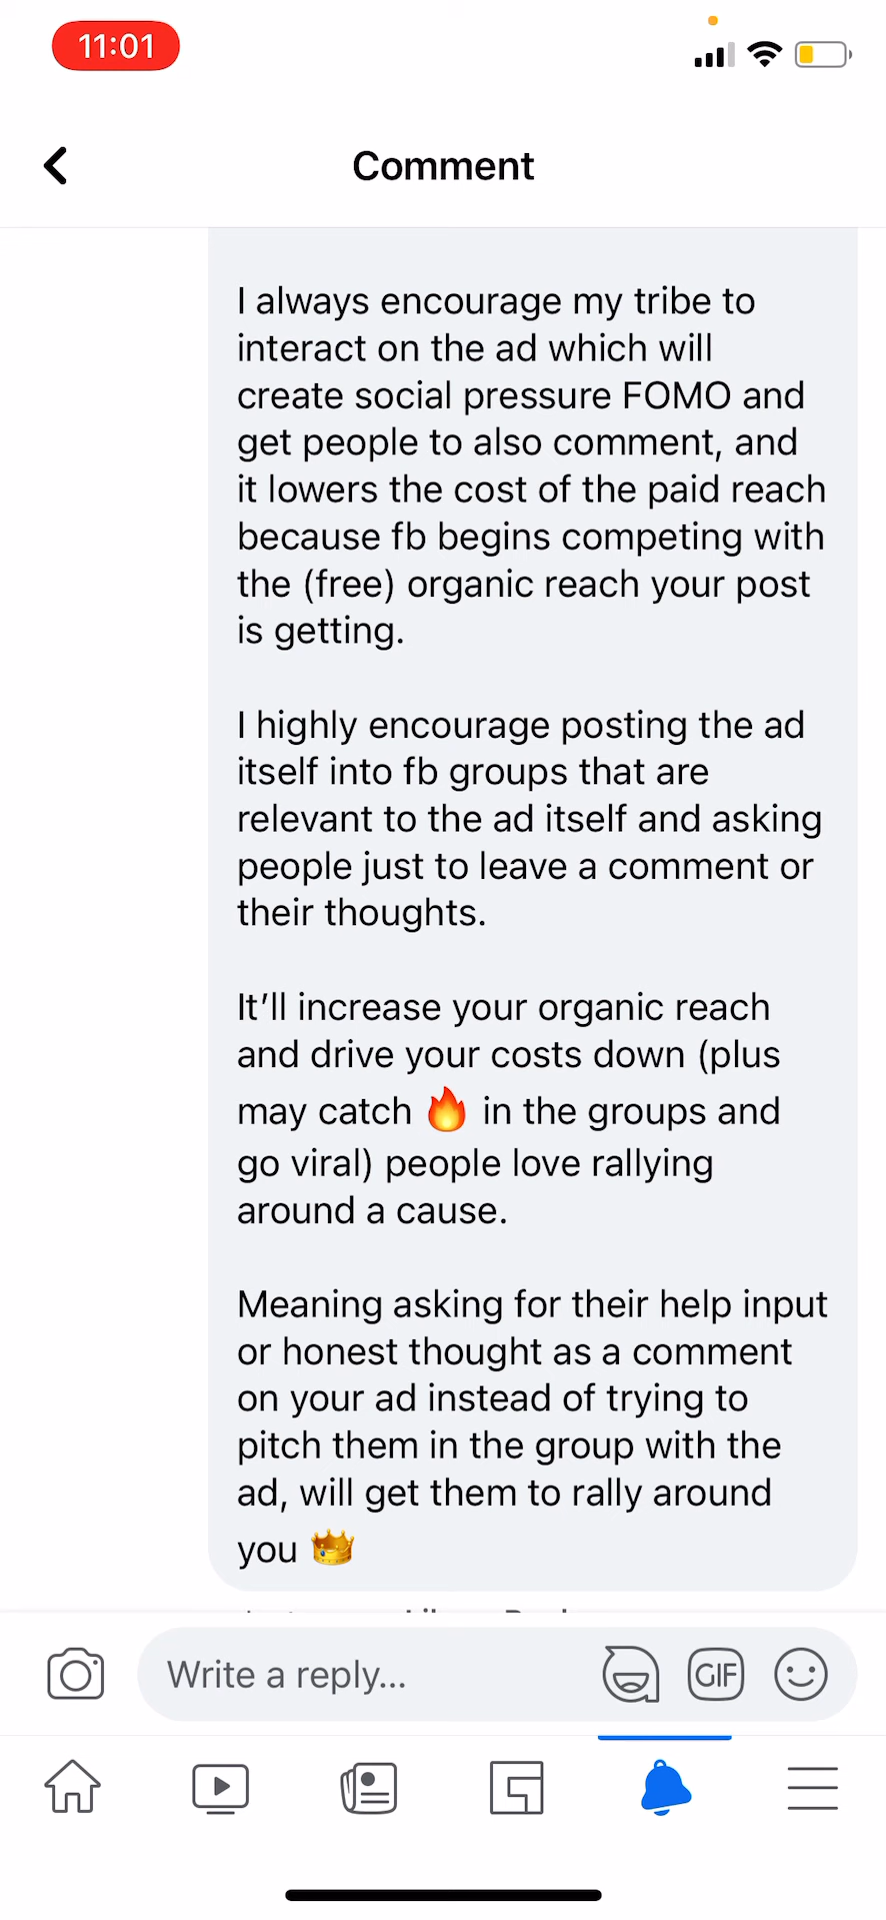 11:01
Comment
I always encourage my tribe to
interact on the ad which will
create social pressure FOMO and
get people to also comment, and
it lowers the cost of the paid reach
because fb begins competing with
the (free) organic reach your post
is getting.
I highly encourage posting the ad
itself into fb groups that are
relevant to the ad itself and asking
people just to leave a comment or
their thoughts.
It’ll increase your organic reach
and drive your costs down (plus
may catch 🔥 in the groups and
go viral) people love rallying
around a cause.
Meaning asking for their help input
or honest thought as a comment
on your ad instead of trying to
pitch them in the group with the
ad, will get them to rally around
you 👑
Write a reply...
GIF